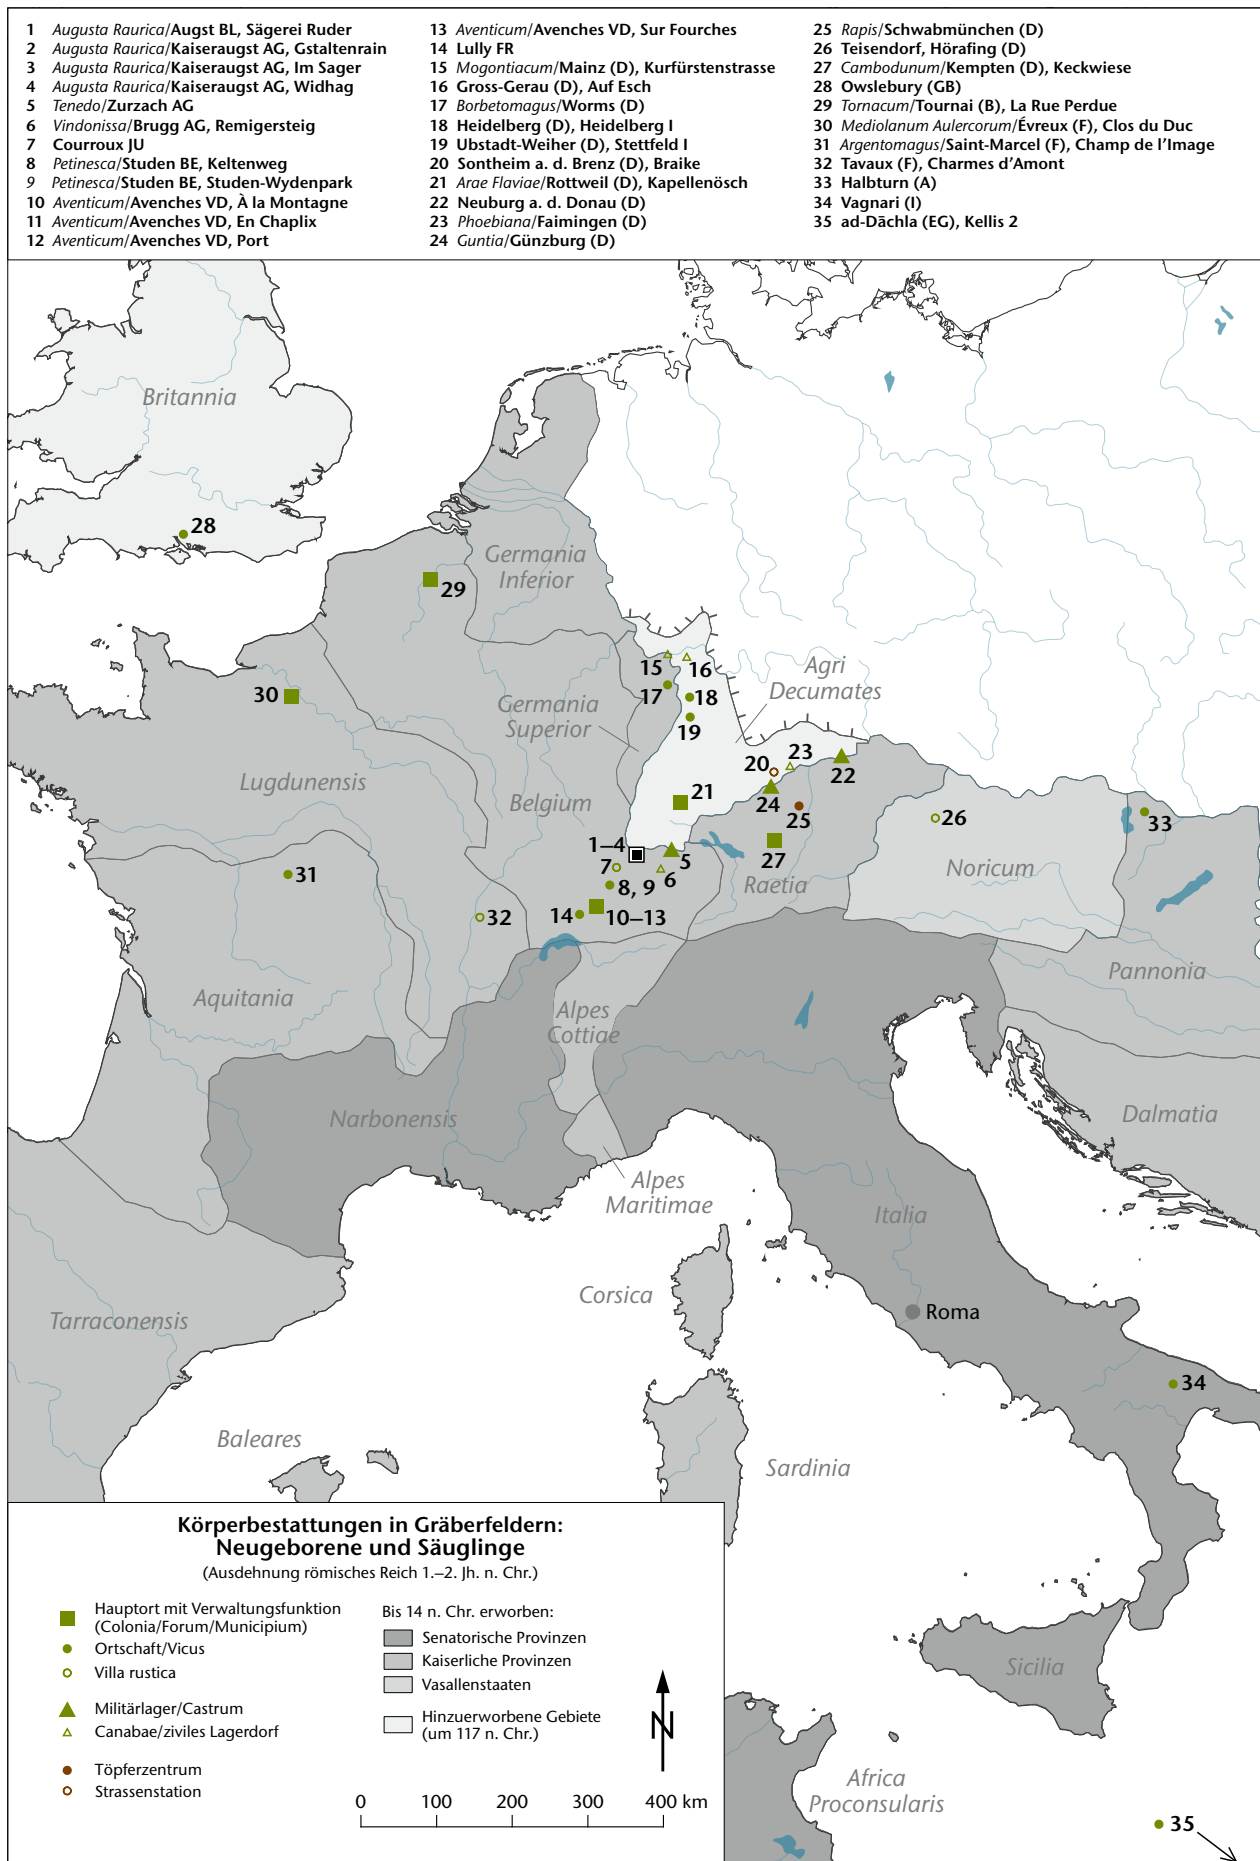 1 Augusta Raurica/Augst BL, Sägerei Ruder
2 Augusta Raurica/Kaiseraugst AG, Gstaltenrain
3 Augusta Raurica/Kaiseraugst AG, Im Sager
4 Augusta Raurica/Kaiseraugst AG, Widhag
5 Tenedo/Zurzach AG
6 Vindonissa/Brugg AG, Remigersteig
7 Courroux JU
8 Petinesca/Studen BE, Keltenweg
9 Petinesca/Studen BE, Studen-Wydenpark
10 Aventicum/Avenches VD, À la Montagne
11 Aventicum/Avenches VD, En Chaplix
12 Aventicum/Avenches VD, Port
13 Aventicum/Avenches VD, Sur Fourches
14 Lully FR
15 Mogontiacum/Mainz (D), Kurfürstenstrasse
16 Gross-Gerau (D), Auf Esch
17 Borbetomagus/Worms (D)
18 Heidelberg (D), Heidelberg I
19 Ubstadt-Weiher (D), Stettfeld I
20 Sontheim a. d. Brenz (D), Braike
21 Arae Flaviae/Rottweil (D), Kapellenösch
22 Neuburg a. d. Donau (D)
23 Phoebiana/Faimingen (D)
24 Guntia/Günzburg (D)
25 Rapis/Schwabmünchen (D)
26 Teisendorf, Hörafing (D)
27 Cambodunum/Kempten (D), Keckwiese
28 Owslebury (GB)
29 Tornacum/Tournai (B), La Rue Perdue
30 Mediolanum Aulercorum/Évreux (F), Clos du Duc
31 Argentomagus/Saint-Marcel (F), Champ de l'Image
32 Tavaux (F), Charmes d'Amont
33 Halbturn (A)
34 Vagnari (I)
35 ad-Dächla (EG), Kellis 2
Britannia
28
Germania
Inferior
29
15
16
Agri
Decumates
17
18
30
Germania
Superior
19
23
20
22
Lugdunensis
21
Belgium
24
25
26
33
1–4
5
27
7
6
Noricum
31
8, 9
Raetia
14
10–13
32
Pannonia
Aquitania
Alpes
Cottiae
Narbonensis
Dalmatia
Alpes
Maritimae
Italia
Corsica
Roma
Tarraconensis
34
Baleares
Sardinia
Sicilia
Africa
Proconsularis
35
Körperbestattungen in Gräberfeldern:
Neugeborene und Säuglinge
(Ausdehnung römisches Reich 1.–2. Jh. n. Chr.)
Hauptort mit Verwaltungsfunktion
(Colonia/Forum/Municipium)
Ortschaft/Vicus
Villa rustica
Militärlager/Castrum
Canabae/ziviles Lagerdorf
Töpferzentrum
Strassenstation
Bis 14 n. Chr. erworben:
Senatorische Provinzen
Kaiserliche Provinzen
Vasallenstaaten
Hinzuerworbene Gebiete
(um 117 n. Chr.)
N
0 100 200 300 400 km